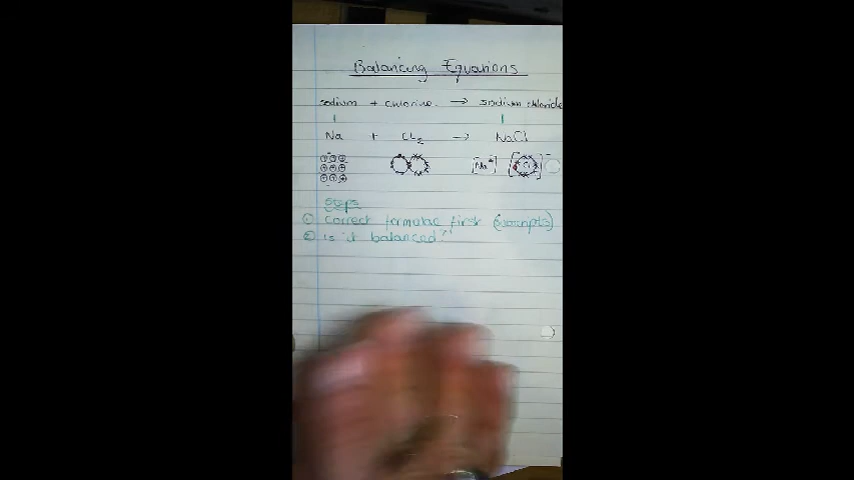 Balancing Equations
sodium + chlorine → sodium chloride
Na + Cl₂ → NaCl
[Na⁺] [Cl]⁻
Steps
① correct formulae first
② is it balanced?